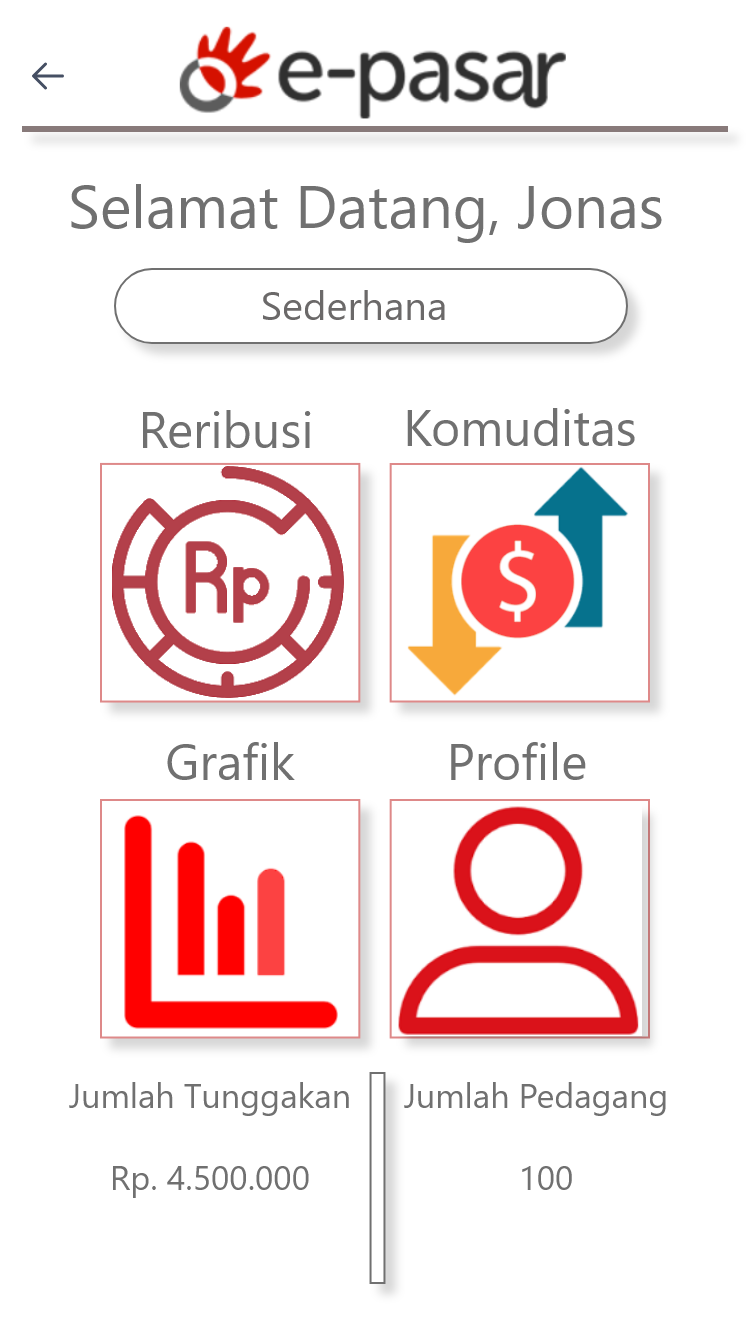 e-pasar
Selamat Datang, Jonas
Sederhana
Reribusi
Komuditas
Rp
$
Grafik
Profile
Jumlah Tunggakan
Jumlah Pedagang
Rp. 4.500.000
100